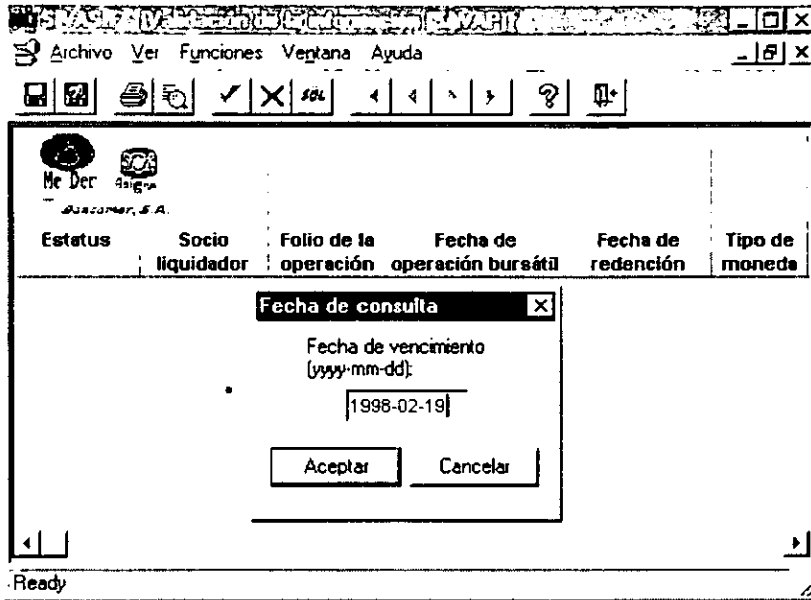 Archivo Ver Funciones Ventana Ayuda
SQL
Me Der
Estatus Socio liquidador Folio de la operación Fecha de operación bursátil Fecha de redención Tipo de moneda
Fecha de consulta
Fecha de vencimiento
(yyyy-mm-dd):
1998-02-19
Aceptar Cancelar
Ready